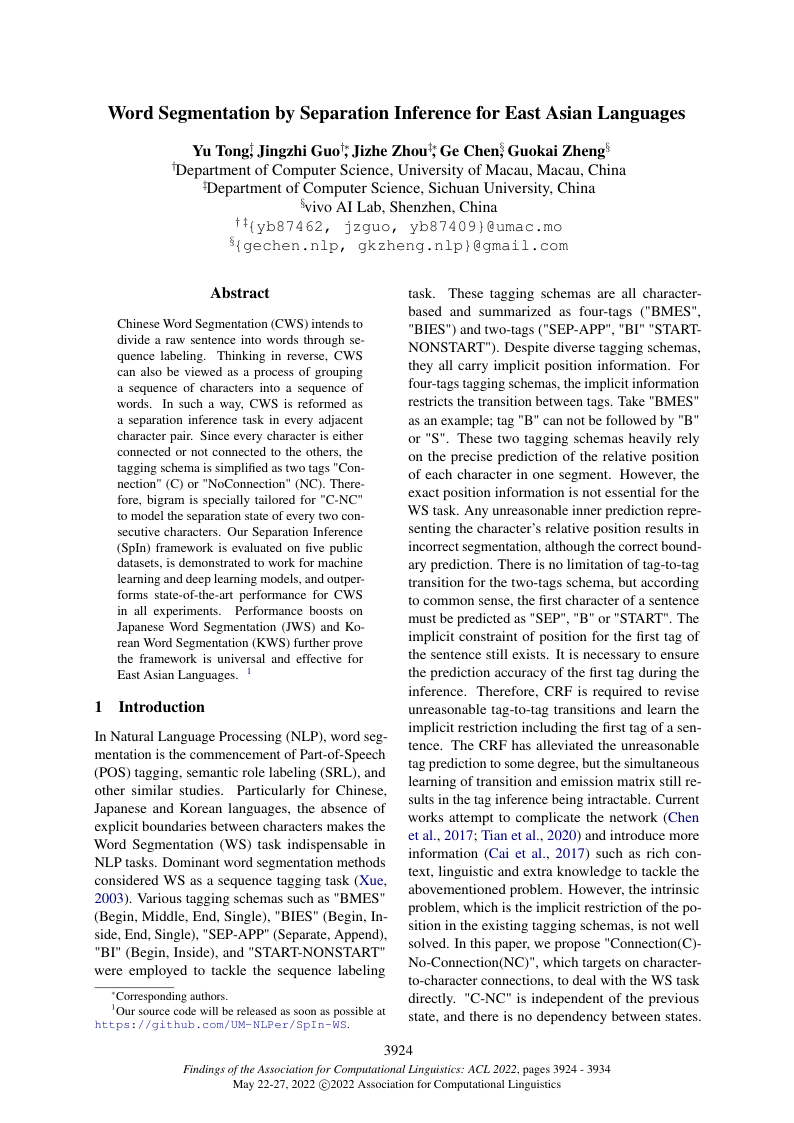 Word Segmentation by Separation Inference for East Asian Languages
Yu Tong†, Jingzhi Guo†*, Jizhe Zhou‡*, Ge Chen§, Guokai Zheng§
†Department of Computer Science, University of Macau, Macau, China
‡Department of Computer Science, Sichuan University, China
§vivo AI Lab, Shenzhen, China
†‡{yb87462, jzguo, yb87409}@umac.mo
§{gechen.nlp, gkzheng.nlp}@gmail.com
Abstract
Chinese Word Segmentation (CWS) intends to
divide a raw sentence into words through se-
quence labeling. Thinking in reverse, CWS
can also be viewed as a process of grouping
a sequence of characters into a sequence of
words. In such a way, CWS is reformed as
a separation inference task in every adjacent
character pair. Since every character is either
connected or not connected to the others, the
tagging schema is simplified as two tags "Con-
nection" (C) or "NoConnection" (NC). There-
fore, bigram is specially tailored for "C-NC"
to model the separation state of every two con-
secutive characters. Our Separation Inference
(SpIn) framework is evaluated on five public
datasets, is demonstrated to work for machine
learning and deep learning models, and outper-
forms state-of-the-art performance for CWS
in all experiments. Performance boosts on
Japanese Word Segmentation (JWS) and Ko-
rean Word Segmentation (KWS) further prove
the framework is universal and effective for
East Asian Languages. 1
1 Introduction
In Natural Language Processing (NLP), word seg-
mentation is the commencement of Part-of-Speech
(POS) tagging, semantic role labeling (SRL), and
other similar studies. Particularly for Chinese,
Japanese and Korean languages, the absence of
explicit boundaries between characters makes the
Word Segmentation (WS) task indispensable in
NLP tasks. Dominant word segmentation methods
considered WS as a sequence tagging task (Xue,
2003). Various tagging schemas such as "BMES"
(Begin, Middle, End, Single), "BIES" (Begin, In-
side, End, Single), "SEP-APP" (Separate, Append),
"BI" (Begin, Inside), and "START-NONSTART"
were employed to tackle the sequence labeling
*Corresponding authors.
1Our source code will be released as soon as possible at
https://github.com/UM-NLPer/SpIn-WS.
task. These tagging schemas are all character-
based and summarized as four-tags ("BMES",
"BIES") and two-tags ("SEP-APP", "BI" "START-
NONSTART"). Despite diverse tagging schemas,
they all carry implicit position information. For
four-tags tagging schemas, the implicit information
restricts the transition between tags. Take "BMES"
as an example; tag "B" can not be followed by "B"
or "S". These two tagging schemas heavily rely
on the precise prediction of the relative position
of each character in one segment. However, the
exact position information is not essential for the
WS task. Any unreasonable inner prediction repre-
senting the character's relative position results in
incorrect segmentation, although the correct bound-
ary prediction. There is no limitation of tag-to-tag
transition for the two-tags schema, but according
to common sense, the first character of a sentence
must be predicted as "SEP", "B" or "START". The
implicit constraint of position for the first tag of
the sentence still exists. It is necessary to ensure
the prediction accuracy of the first tag during the
inference. Therefore, CRF is required to revise
unreasonable tag-to-tag transitions and learn the
implicit restriction including the first tag of a sen-
tence. The CRF has alleviated the unreasonable
tag prediction to some degree, but the simultaneous
learning of transition and emission matrix still re-
sults in the tag inference being intractable. Current
works attempt to complicate the network (Chen
et al., 2017; Tian et al., 2020) and introduce more
information (Cai et al., 2017) such as rich con-
text, linguistic and extra knowledge to tackle the
abovementioned problem. However, the intrinsic
problem, which is the implicit restriction of the po-
sition in the existing tagging schemas, is not well
solved. In this paper, we propose "Connection(C)-
No-Connection(NC)", which targets on character-
to-character connections, to deal with the WS task
directly. "C-NC" is independent of the previous
state, and there is no dependency between states.
3924
Findings of the Association for Computational Linguistics: ACL 2022, pages 3924 - 3934
May 22-27, 2022 ©2022 Association for Computational Linguistics